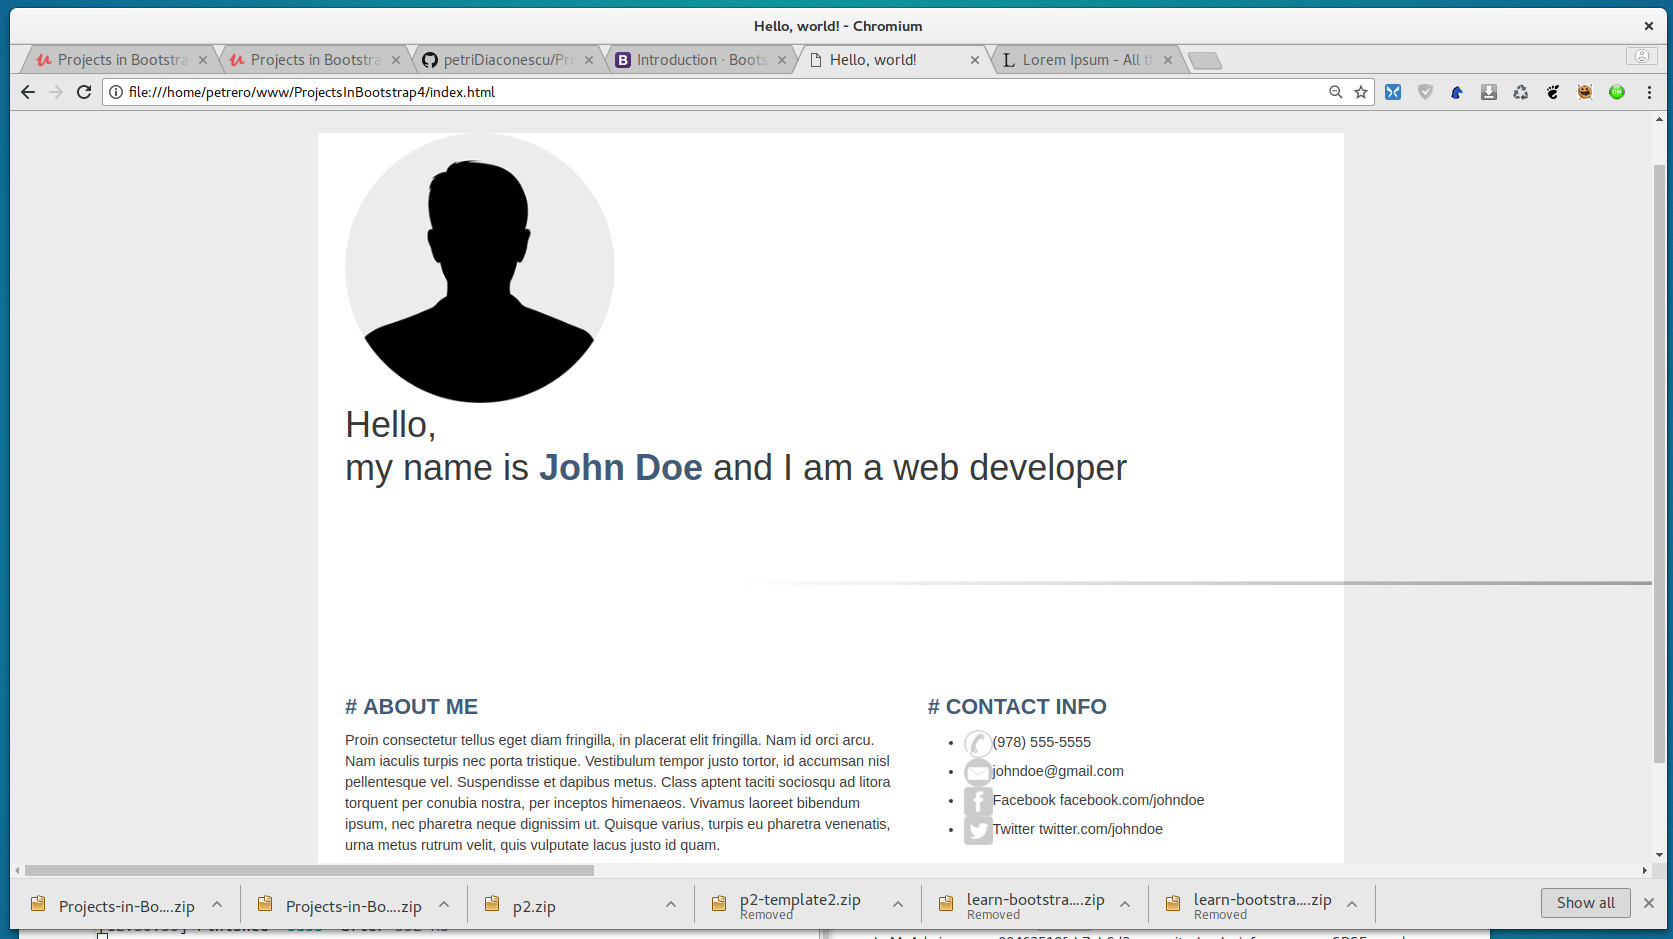 Hello, world! - Chromium
Projects in Bootstra
Projects in Bootstra
petriDiaconescu/Pro
Introduction · Boots
Hello, world!
Lorem Ipsum - All th
file:///home/petrero/www/ProjectsInBootstrap4/index.html
ON
Hello,
my name is John Doe and I am a web developer
# ABOUT ME
Proin consectetur tellus eget diam fringilla, in placerat elit fringilla. Nam id orci arcu.
Nam iaculis turpis nec porta tristique. Vestibulum tempor justo tortor, id accumsan nisl
pellentesque vel. Suspendisse et dapibus metus. Class aptent taciti sociosqu ad litora
torquent per conubia nostra, per inceptos himenaeos. Vivamus laoreet bibendum
ipsum, nec pharetra neque dignissim ut. Quisque varius, turpis eu pharetra venenatis,
urna metus rutrum velit, quis vulputate lacus justo id quam.
# CONTACT INFO
(978) 555-5555
johndoe@gmail.com
Facebook facebook.com/johndoe
Twitter twitter.com/johndoe
Projects-in-Bo....zip
Projects-in-Bo....zip
p2.zip
p2-template2.zip
Removed
learn-bootstra....zip
Removed
learn-bootstra....zip
Removed
Show all